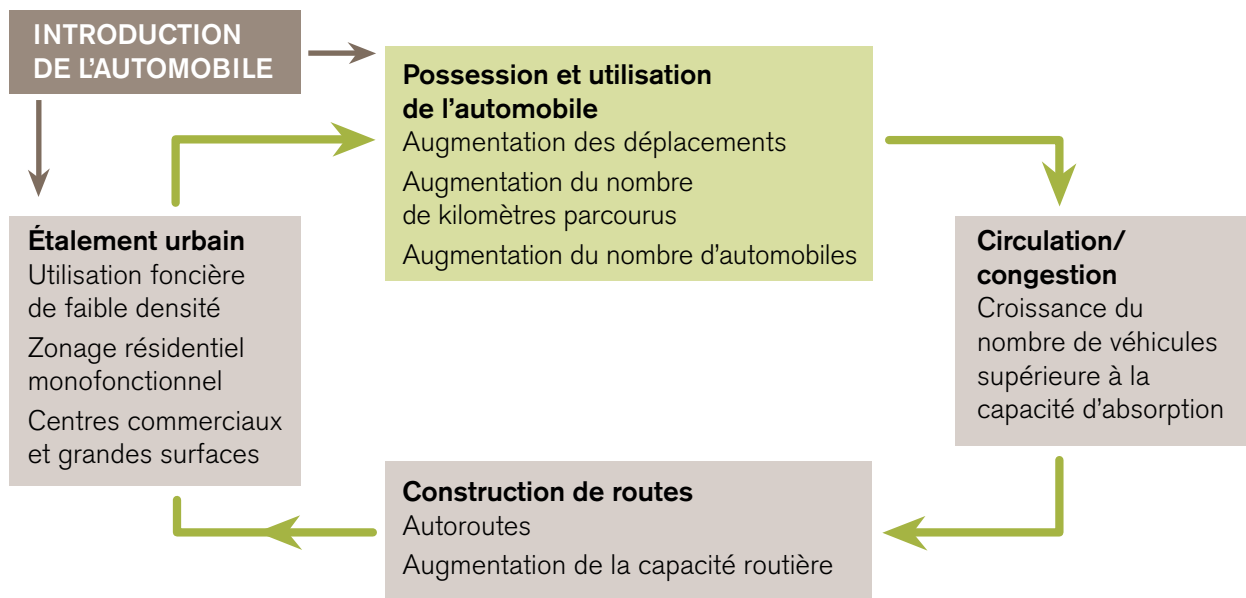 INTRODUCTION
DE L'AUTOMOBILE
Possession et utilisation
de l'automobile
Augmentation des déplacements
Augmentation du nombre
de kilomètres parcourus
Augmentation du nombre d'automobiles
Étalement urbain
Utilisation foncière
de faible densité
Zonage résidentiel
monofonctionnel
Centres commerciaux
et grandes surfaces
Circulation/
congestion
Croissance du
nombre de véhicules
supérieure à la
capacité d'absorption
Construction de routes
Autoroutes
Augmentation de la capacité routière